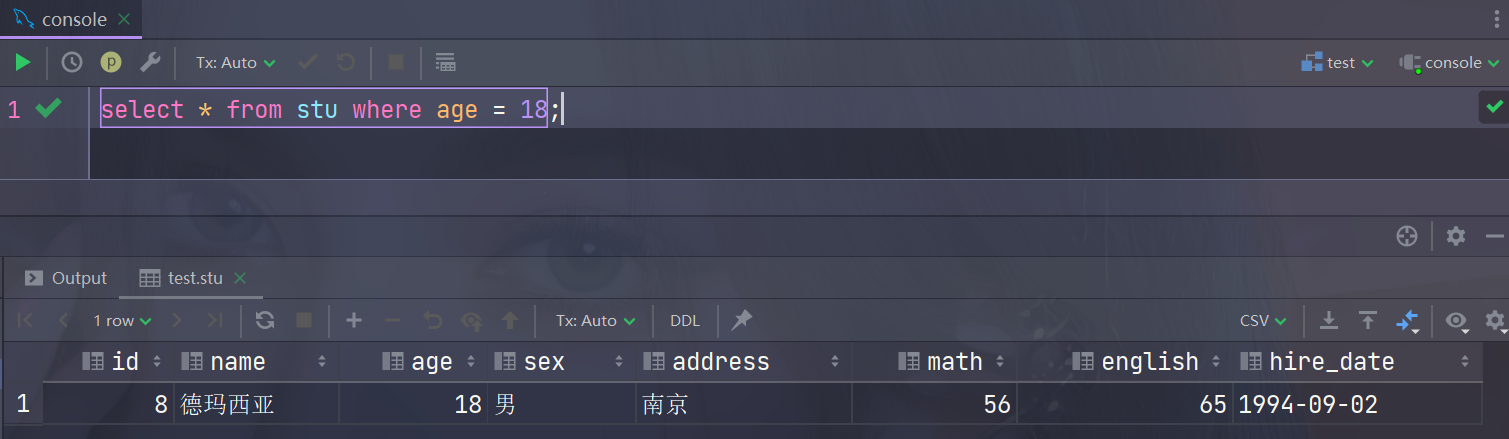 console
Tx: Auto
test
console
1 select * from stu where age = 18;
Output
test.stu
1 row
Tx: Auto
DDL
CSV
id name age sex address math english hire_date
1 8 德玛西亚 18 男 南京 56 65 1994-09-02